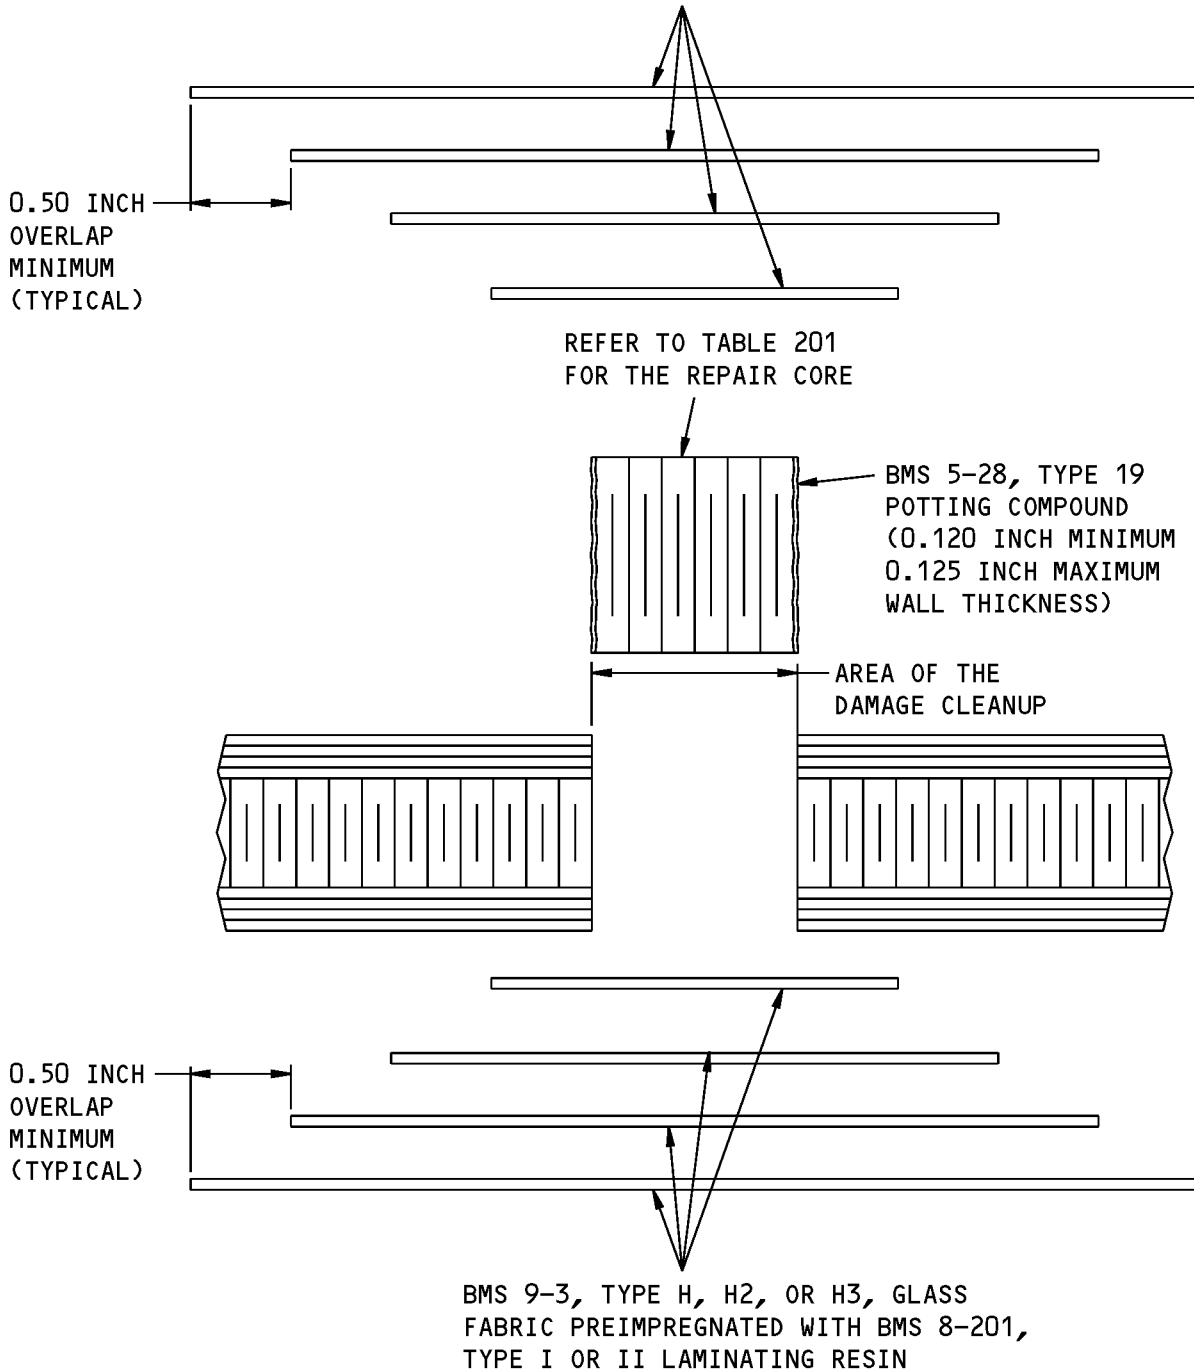 0.50 INCH
OVERLAP
MINIMUM
(TYPICAL)
REFER TO TABLE 201
FOR THE REPAIR CORE
BMS 5-28, TYPE 19
POTTING COMPOUND
(0.120 INCH MINIMUM
0.125 INCH MAXIMUM
WALL THICKNESS)
AREA OF THE
DAMAGE CLEANUP
0.50 INCH
OVERLAP
MINIMUM
(TYPICAL)
BMS 9-3, TYPE H, H2, OR H3, GLASS
FABRIC PREIMPREGNATED WITH BMS 8-201,
TYPE I OR II LAMINATING RESIN